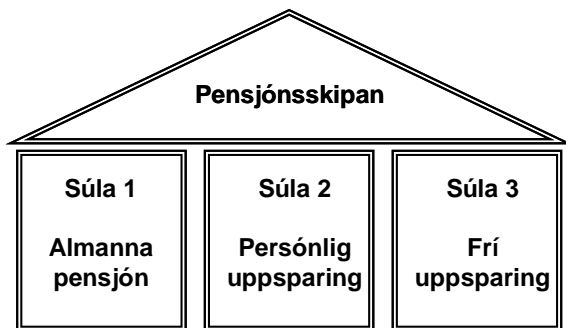 Pensjónsskipan
Súla 1
Almanna
pensjón
Súla 2
Persónlig
uppsparing
Súla 3
Frí
uppsparing